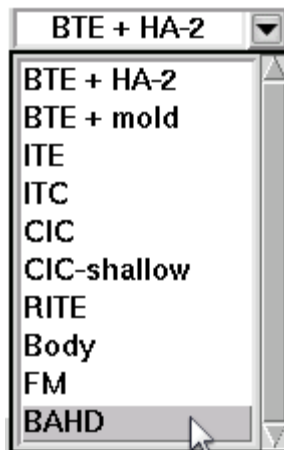 BTE + HA-2
BTE + HA-2
BTE + mold
ITE
ITC
CIC
CIC-shallow
RITE
Body
FM
BAHD